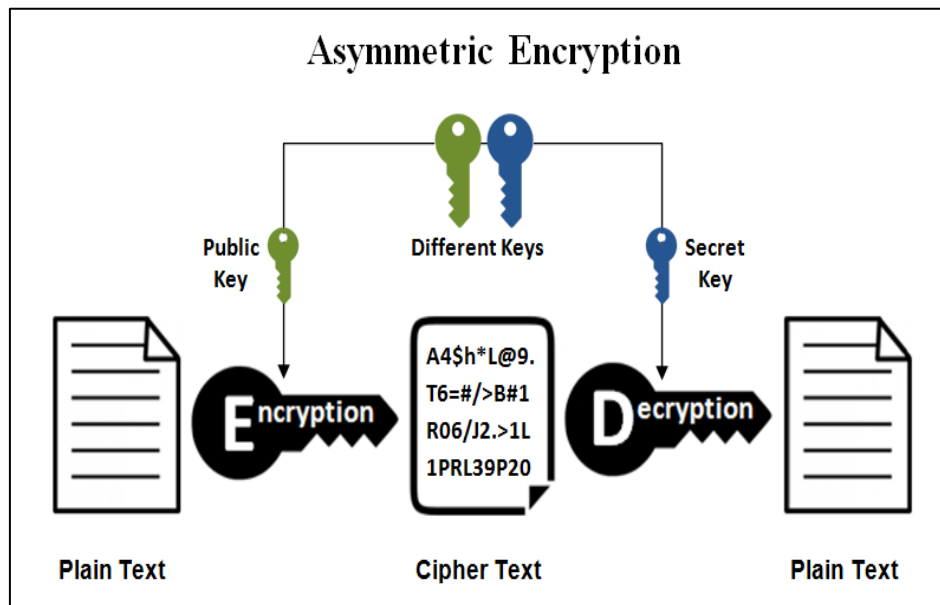 Asymmetric Encryption
Public
Key
Different Keys
Secret
Key
Encryption
A4$h*L@9.
T6=#/>B#1
R06/J2.>1L
1PRL39P20
Decryption
Plain Text
Cipher Text
Plain Text